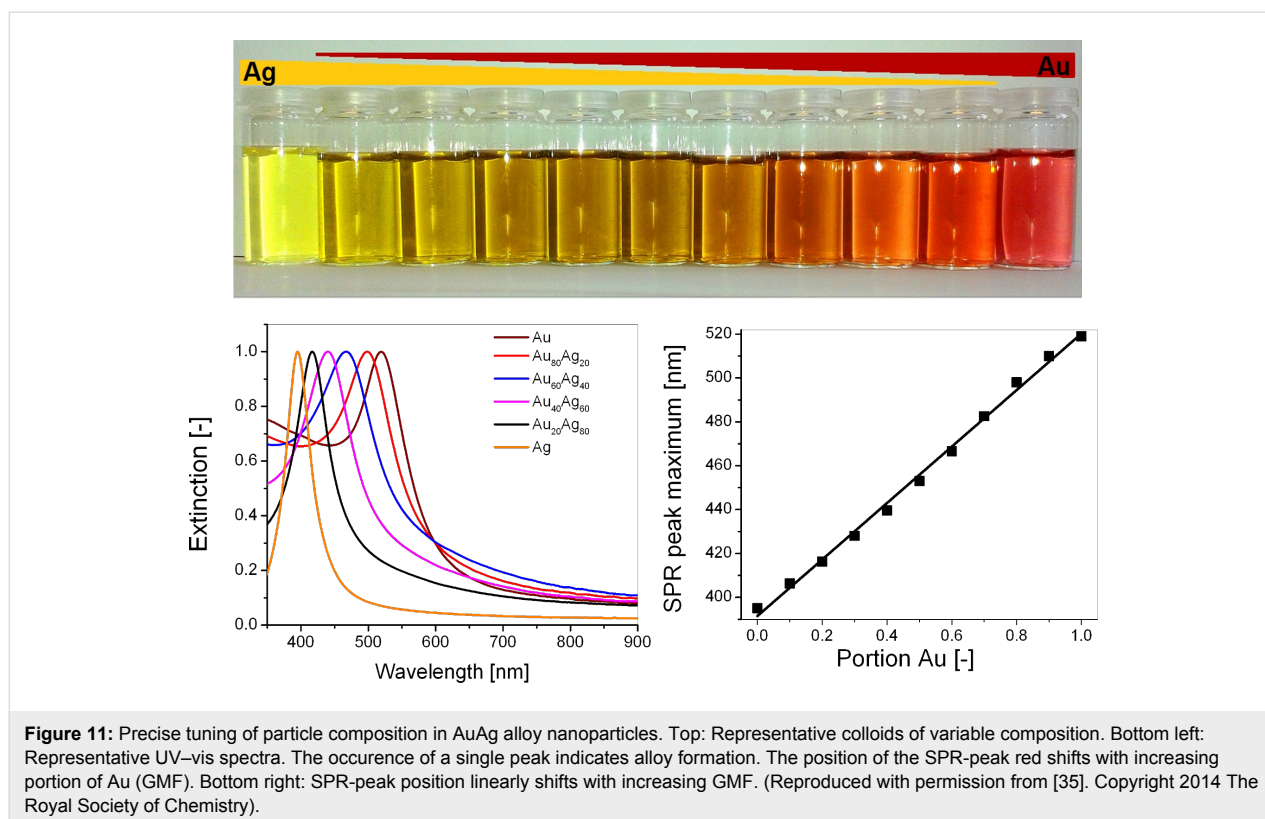 Ag Au
1.0
0.8
0.6
0.4
0.2
0.0
Extinction [-]
Au
Au₈₀Ag₂₀
Au₆₀Ag₄₀
Au₄₀Ag₆₀
Au₂₀Ag₈₀
Ag
400 500 600 700 800 900
Wavelength [nm]
520
500
480
460
440
420
400
SPR peak maximum [nm]
0.0 0.2 0.4 0.6 0.8 1.0
Portion Au [-]
Figure 11: Precise tuning of particle composition in AuAg alloy nanoparticles. Top: Representative colloids of variable composition. Bottom left:
Representative UV–vis spectra. The occurence of a single peak indicates alloy formation. The position of the SPR-peak red shifts with increasing
portion of Au (GMF). Bottom right: SPR-peak position linearly shifts with increasing GMF. (Reproduced with permission from [35]. Copyright 2014 The
Royal Society of Chemistry).